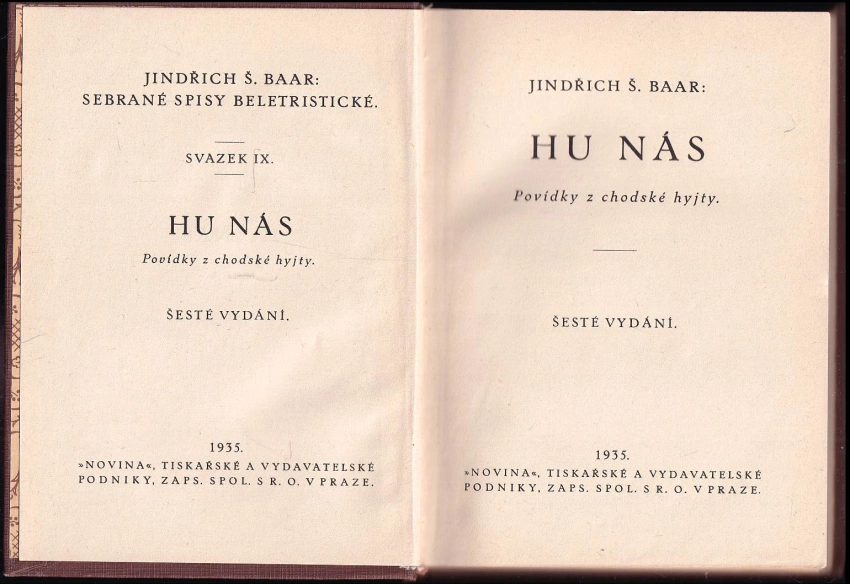 JINDŘICH Š. BAAR:
SEBRANÉ SPISY BELETRISTICKÉ.
SVAZEK IX.
HU NÁS
Povídky z chodské hyjty.
ŠESTÉ VYDÁNÍ.
1935.
»NOVINA«, TISKAŘSKÉ A VYDAVATELSKÉ
PODNIKY, ZAPS. SPOL. S R. O. V PRAZE.
JINDŘICH Š. BAAR:
HU NÁS
Povídky z chodské hyjty.
ŠESTÉ VYDÁNÍ.
1935.
»NOVINA«, TISKAŘSKÉ A VYDAVATELSKÉ
PODNIKY, ZAPS. SPOL. S R. O. V PRAZE.